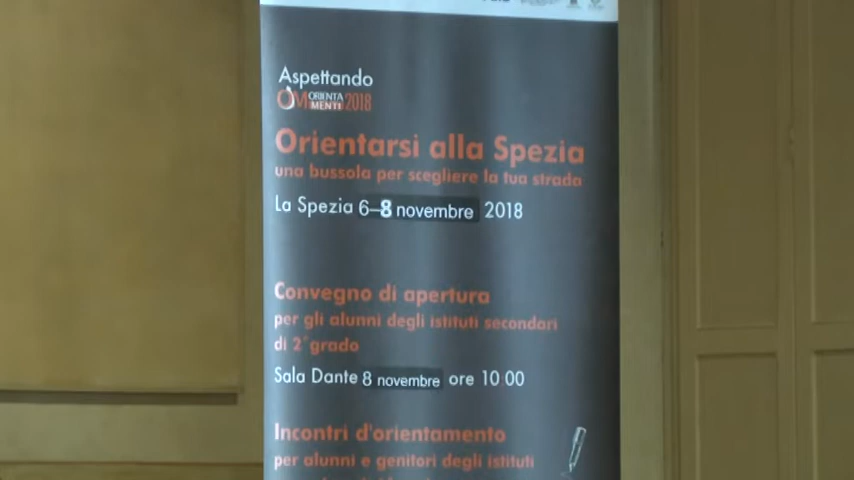 Aspettando
OM ORIENTA MENTI 2018
Orientarsi alla Spezia
una bussola per scegliere la tua strada
La Spezia 6–8 novembre 2018
Convegno di apertura
per gli alunni degli istituti secondari
di 2° grado
Sala Dante 8 novembre ore 10 00
Incontri d'orientamento
per alunni e genitori degli istituti